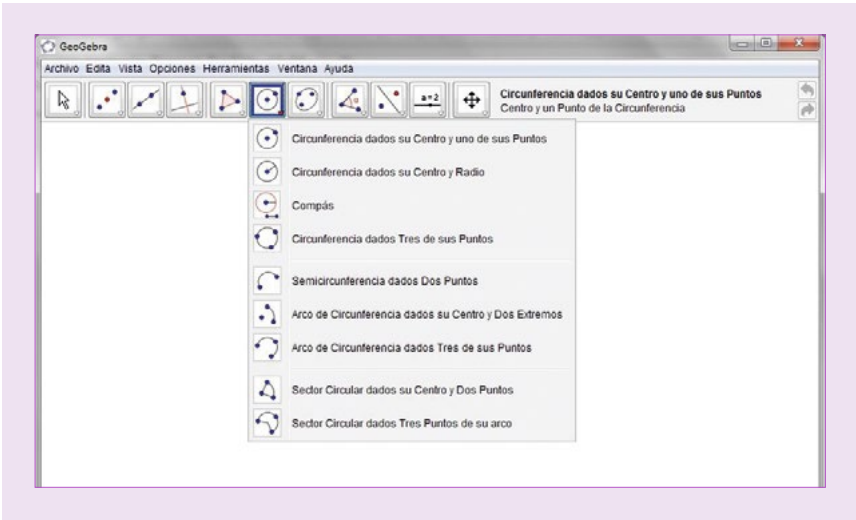 GeoGebra
Archivo Edita Vista Opciones Herramientas Ventana Ayuda
a=2
Circunferencia dados su Centro y uno de sus Puntos
Centro y un Punto de la Circunferencia
Circunferencia dados su Centro y uno de sus Puntos
Circunferencia dados su Centro y Radio
Compás
Circunferencia dados Tres de sus Puntos
Semicircunferencia dados Dos Puntos
Arco de Circunferencia dados su Centro y Dos Extremos
Arco de Circunferencia dados Tres de sus Puntos
Sector Circular dados su Centro y Dos Puntos
Sector Circular dados Tres Puntos de su arco